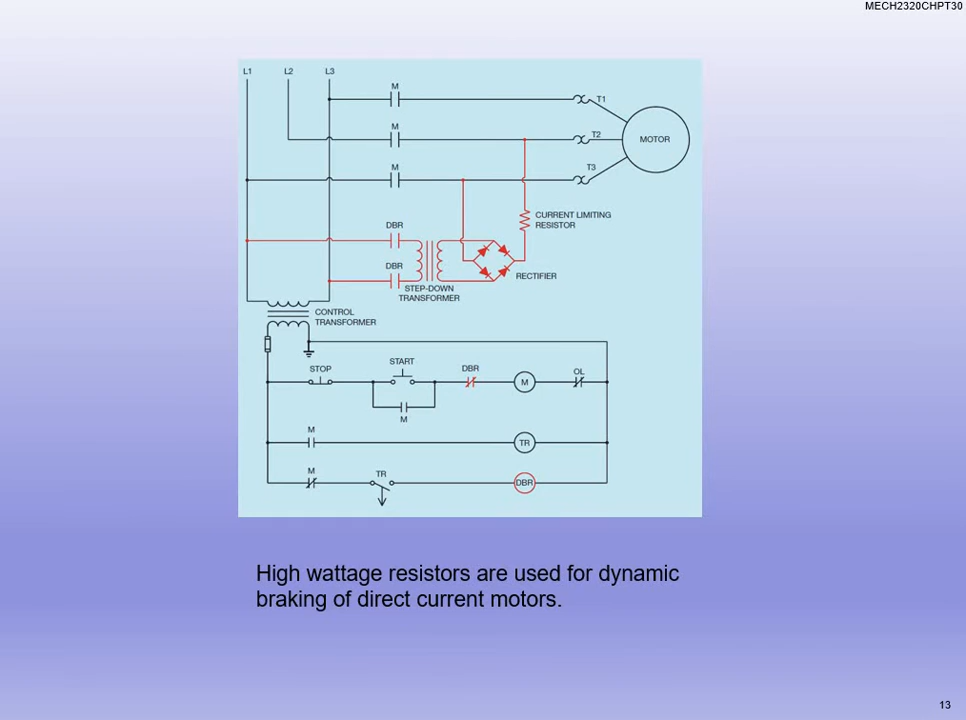 MECH2320CHPT30
L1 L2 L3
M
T1
M
T2
MOTOR
M
T3
CURRENT LIMITING
RESISTOR
DBR
DBR
RECTIFIER
STEP-DOWN
TRANSFORMER
CONTROL
TRANSFORMER
STOP
START
DBR
M
OL
M
M
TR
M
TR
DBR
High wattage resistors are used for dynamic
braking of direct current motors.
13